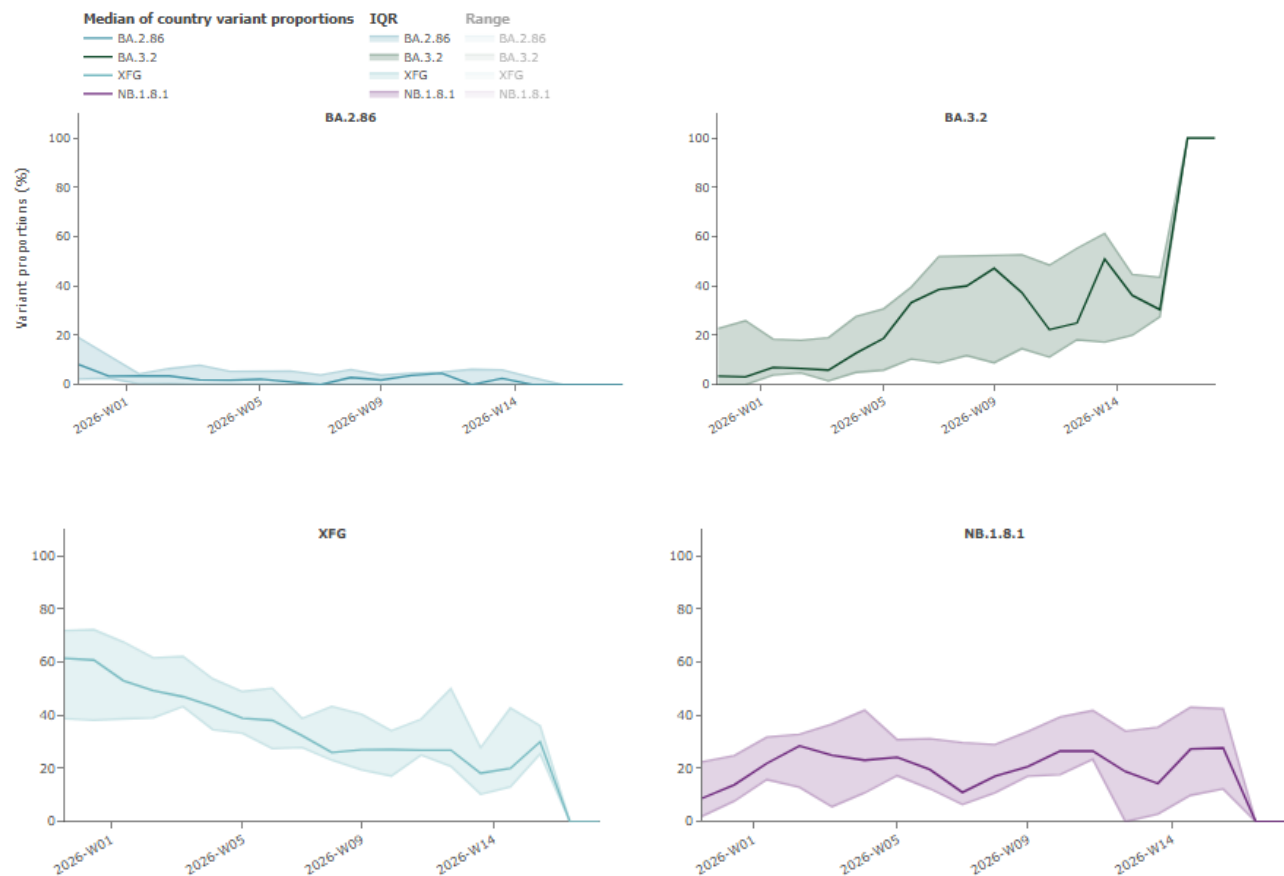 Median of country variant proportions IQR Range
BA.2.86 BA.2.86 BA.2.86
BA.3.2 BA.3.2 BA.3.2
XFG XFG XFG
NB.1.8.1 NB.1.8.1 NB.1.8.1
BA.2.86
Variant proportions (%)
100
80
60
40
20
0
2026-W01 2026-W05 2026-W09 2026-W14
BA.3.2
100
80
60
40
20
0
2026-W01 2026-W05 2026-W09 2026-W14
XFG
100
80
60
40
20
0
2026-W01 2026-W05 2026-W09 2026-W14
NB.1.8.1
100
80
60
40
20
0
2026-W01 2026-W05 2026-W09 2026-W14